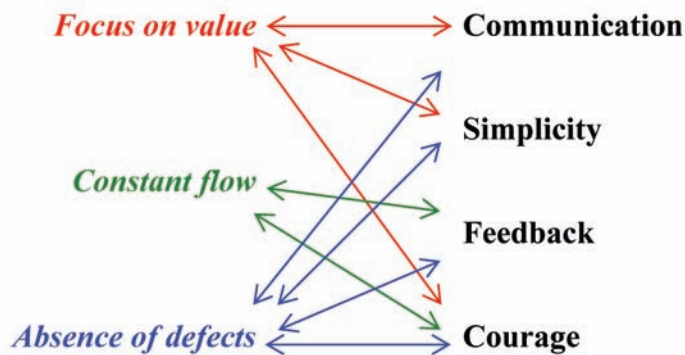 Focus on value
Communication
Simplicity
Constant flow
Feedback
Absence of defects
Courage